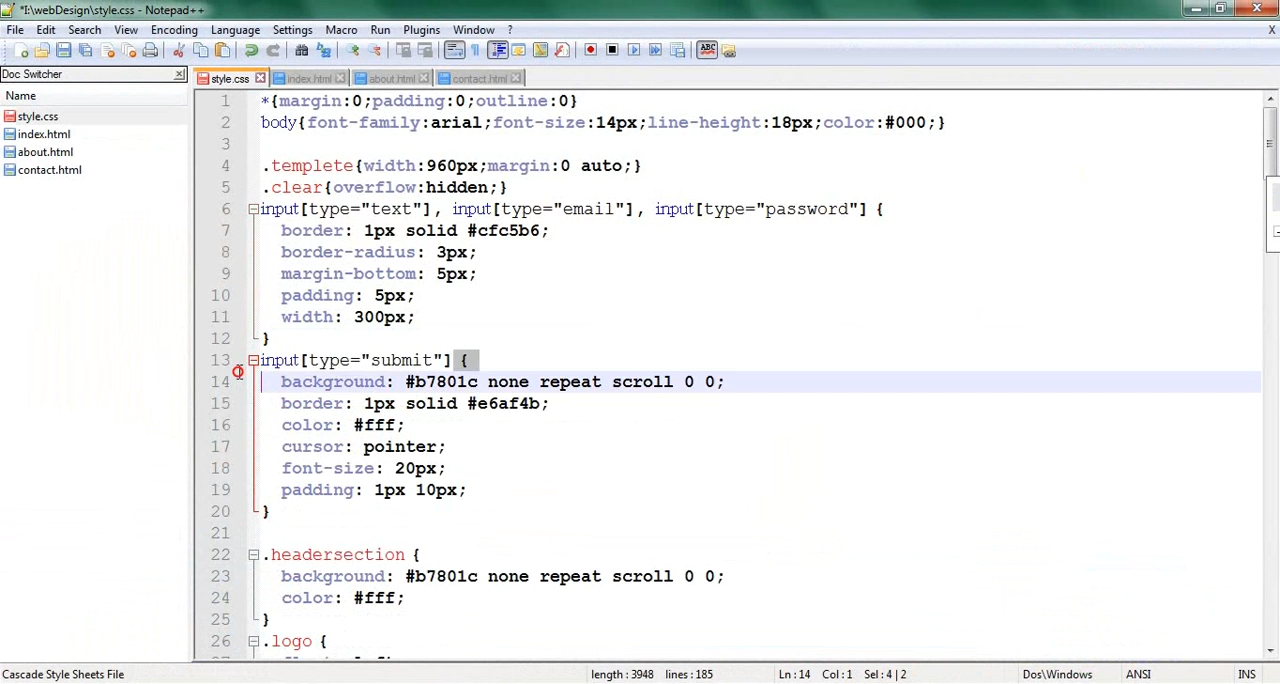 *I:\webDesign\style.css - Notepad++
File Edit Search View Encoding Language Settings Macro Run Plugins Window ? X
ABC
Doc Switcher
style.css index.html about.html contact.html
Name
style.css
index.html
about.html
contact.html
1 *{margin:0;padding:0;outline:0}
2 body{font-family:arial;font-size:14px;line-height:18px;color:#000;}
3
4 .templete{width:960px;margin:0 auto;}
5 .clear{overflow:hidden;}
6 input[type="text"], input[type="email"], input[type="password"] {
7 border: 1px solid #cfc5b6;
8 border-radius: 3px;
9 margin-bottom: 5px;
10 padding: 5px;
11 width: 300px;
12 }
13 input[type="submit"] {
14 background: #b7801c none repeat scroll 0 0;
15 border: 1px solid #e6af4b;
16 color: #fff;
17 cursor: pointer;
18 font-size: 20px;
19 padding: 1px 10px;
20 }
21
22 .headersection {
23 background: #b7801c none repeat scroll 0 0;
24 color: #fff;
25 }
26 .logo {
Cascade Style Sheets File length : 3948 lines : 185 Ln : 14 Col : 1 Sel : 4 | 2 Dos\Windows ANSI INS